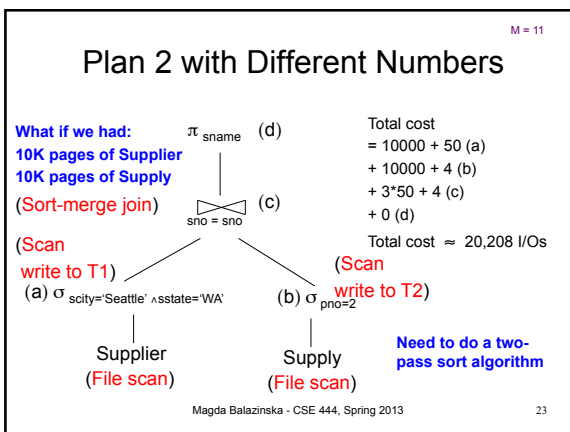 M = 11
Plan 2 with Different Numbers
What if we had:
10K pages of Supplier
10K pages of Supply
(Sort-merge join)
π sname (d)
(c)
sno = sno
Total cost
= 10000 + 50 (a)
+ 10000 + 4 (b)
+ 3*50 + 4 (c)
+ 0 (d)
Total cost ≈ 20,208 I/Os
(Scan
write to T1)
(a) σ scity=‘Seattle’ ∧sstate=‘WA’
(Scan
write to T2)
(b) σ pno=2
Supplier
(File scan)
Supply
(File scan)
Need to do a two-
pass sort algorithm
Magda Balazinska - CSE 444, Spring 2013
23